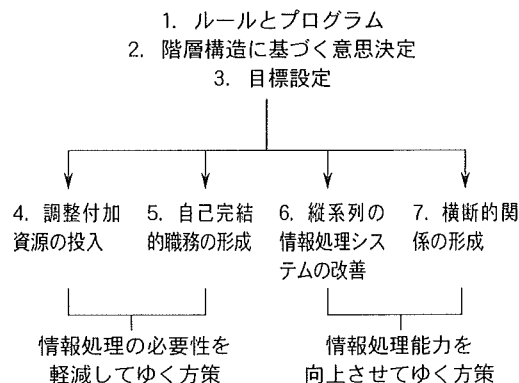 1. ルールとプログラム
2. 階層構造に基づく意思決定
3. 目標設定
4. 調整付加
資源の投入
5. 自己完結
的職務の形成
6. 縦系列の
情報処理シス
テムの改善
7. 横断的関
係の形成
情報処理の必要性を
軽減してゆく方策
情報処理能力を
向上させてゆく方策